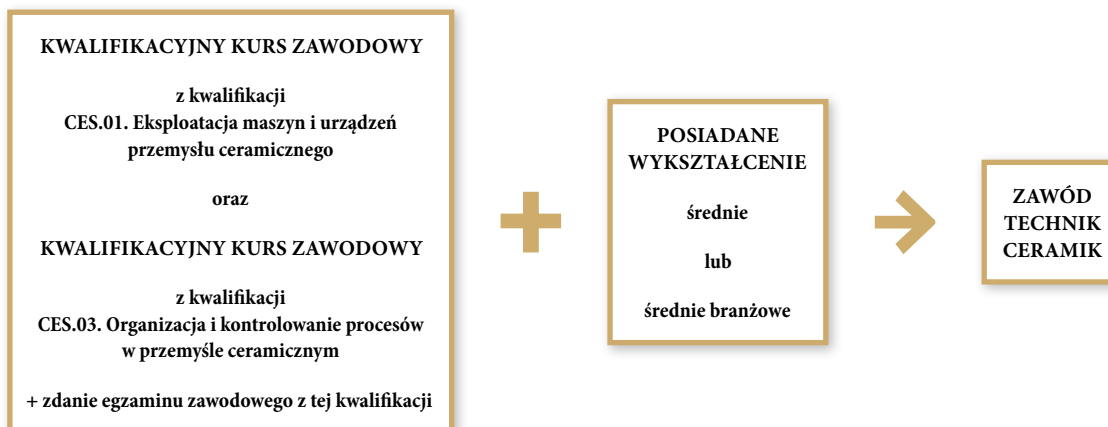 KWALIFIKACYJNY KURS ZAWODOWY
z kwalifikacji
CES.01. Eksploatacja maszyn i urządzeń
przemysłu ceramicznego
oraz
KWALIFIKACYJNY KURS ZAWODOWY
z kwalifikacji
CES.03. Organizacja i kontrolowanie procesów
w przemyśle ceramicznym
+ zdanie egzaminu zawodowego z tej kwalifikacji
+
POSIADANE
WYKSZTAŁCENIE
średnie
lub
średnie branżowe
ZAWÓD
TECHNIK
CERAMIK